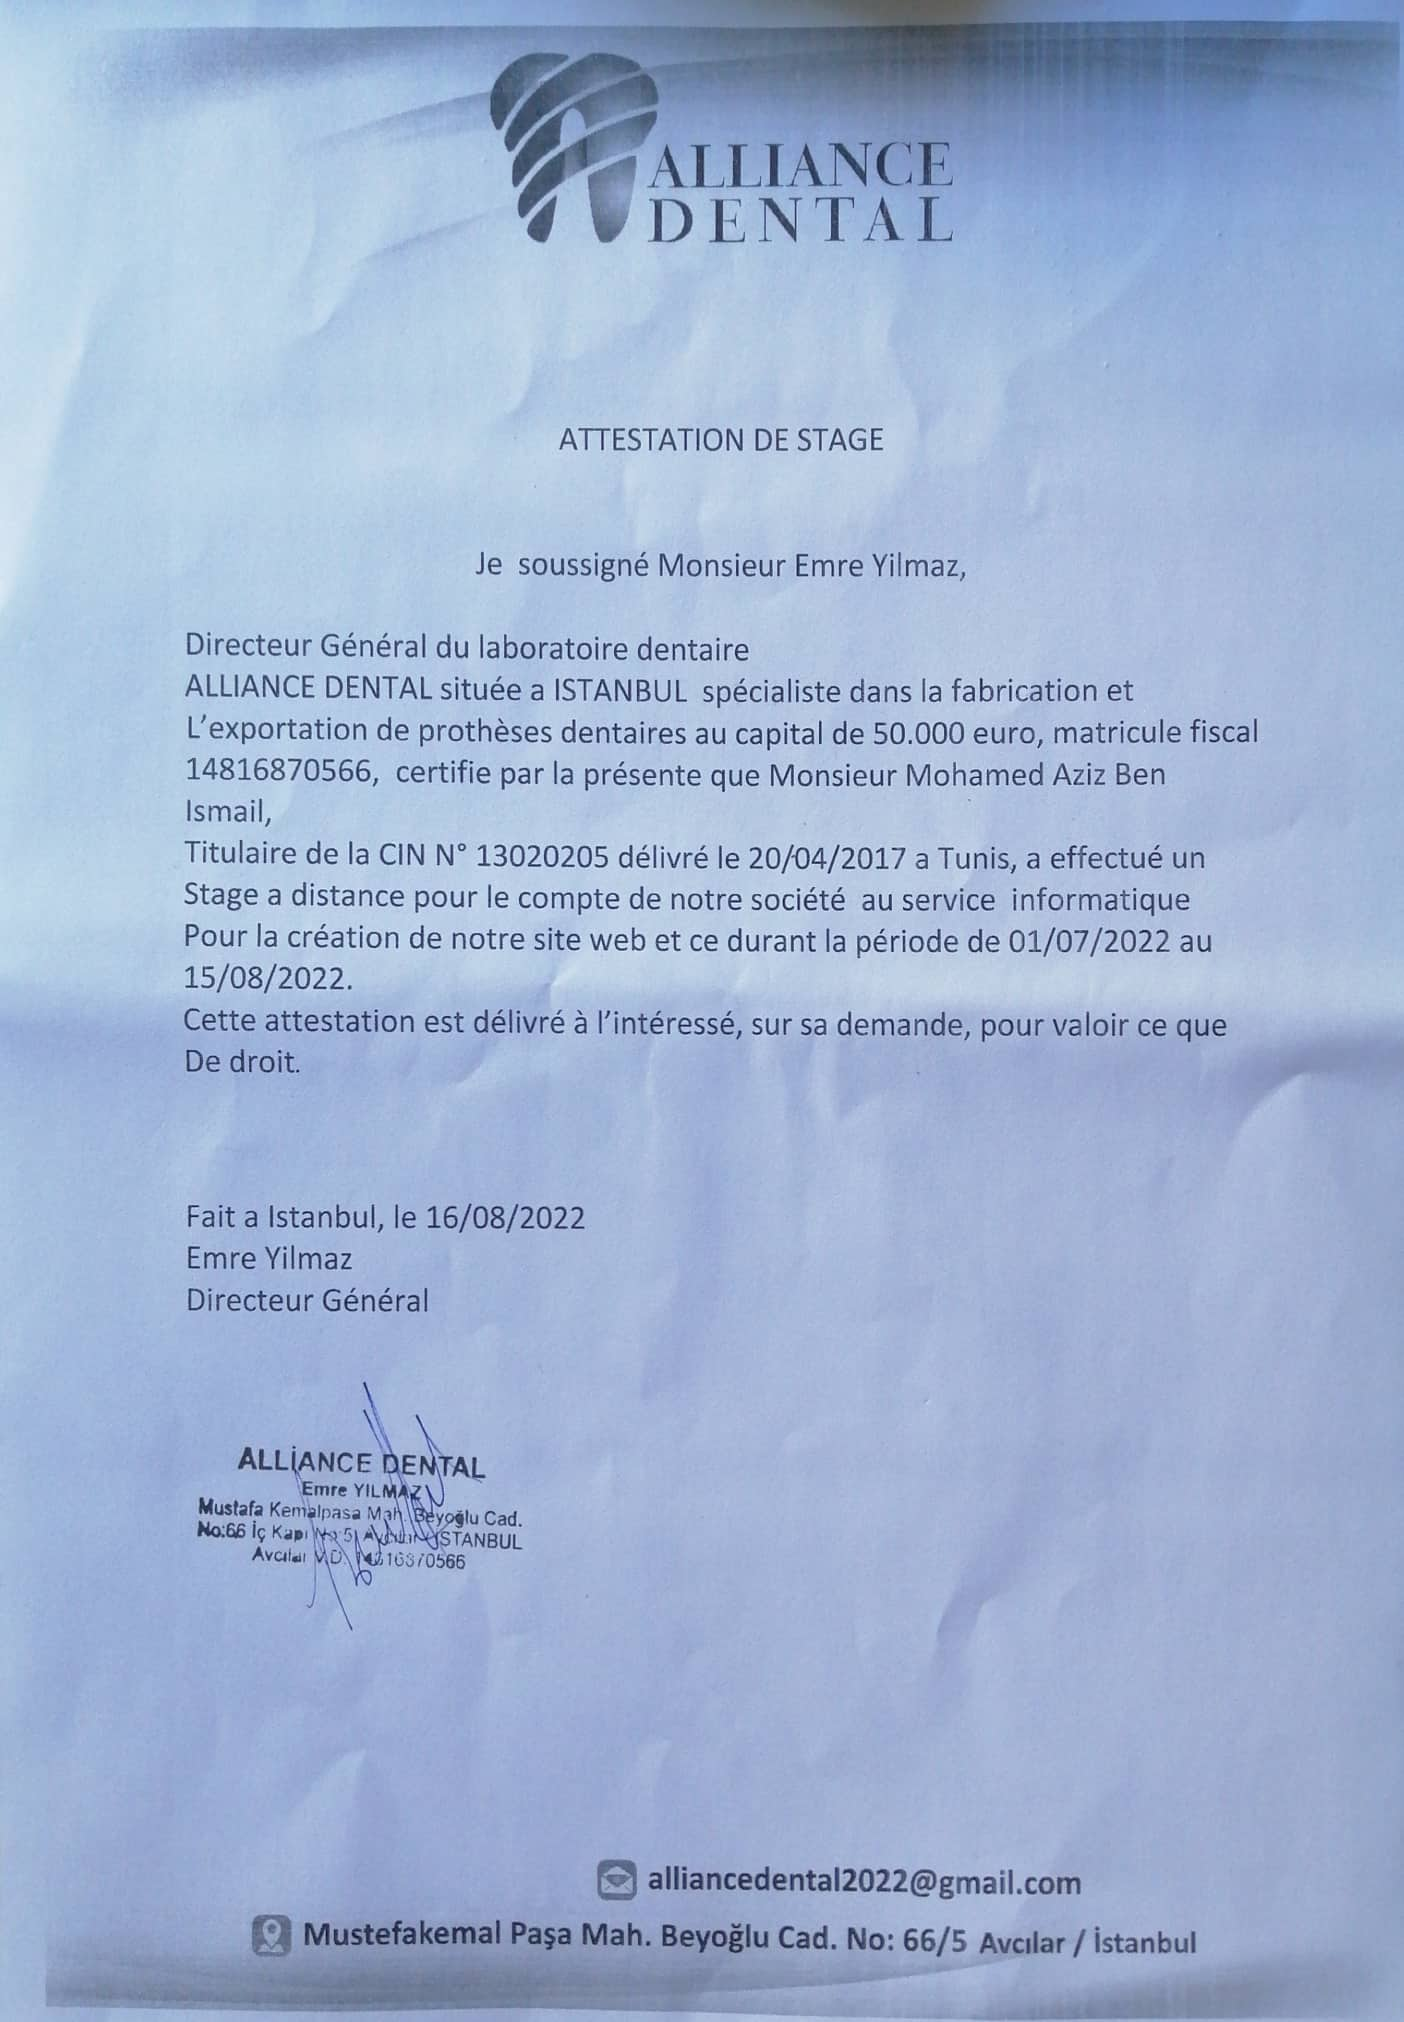 ALLIANCE
DENTAL
ATTESTATION DE STAGE
Je soussigné Monsieur Emre Yilmaz,
Directeur Général du laboratoire dentaire
ALLIANCE DENTAL située a ISTANBUL spécialiste dans la fabrication et
L'exportation de prothèses dentaires au capital de 50.000 euro, matricule fiscal
14816870566, certifie par la présente que Monsieur Mohamed Aziz Ben
Ismail,
Titulaire de la CIN N° 13020205 délivré le 20/04/2017 a Tunis, a effectué un
Stage a distance pour le compte de notre société au service informatique
Pour la création de notre site web et ce durant la période de 01/07/2022 au
15/08/2022.
Cette attestation est délivré à l'intéressé, sur sa demande, pour valoir ce que
De droit.
Fait a Istanbul, le 16/08/2022
Emre Yilmaz
Directeur Général
ALLİANCE DENTAL
Emre YILMAZ
Mustafa Kemalpasa Mah. Beyoğlu Cad.
No:66 İç Kapı No:5 İSTANBUL
alliancedental2022@gmail.com
Mustefakemal Paşa Mah. Beyoğlu Cad. No: 66/5 Avcılar / İstanbul